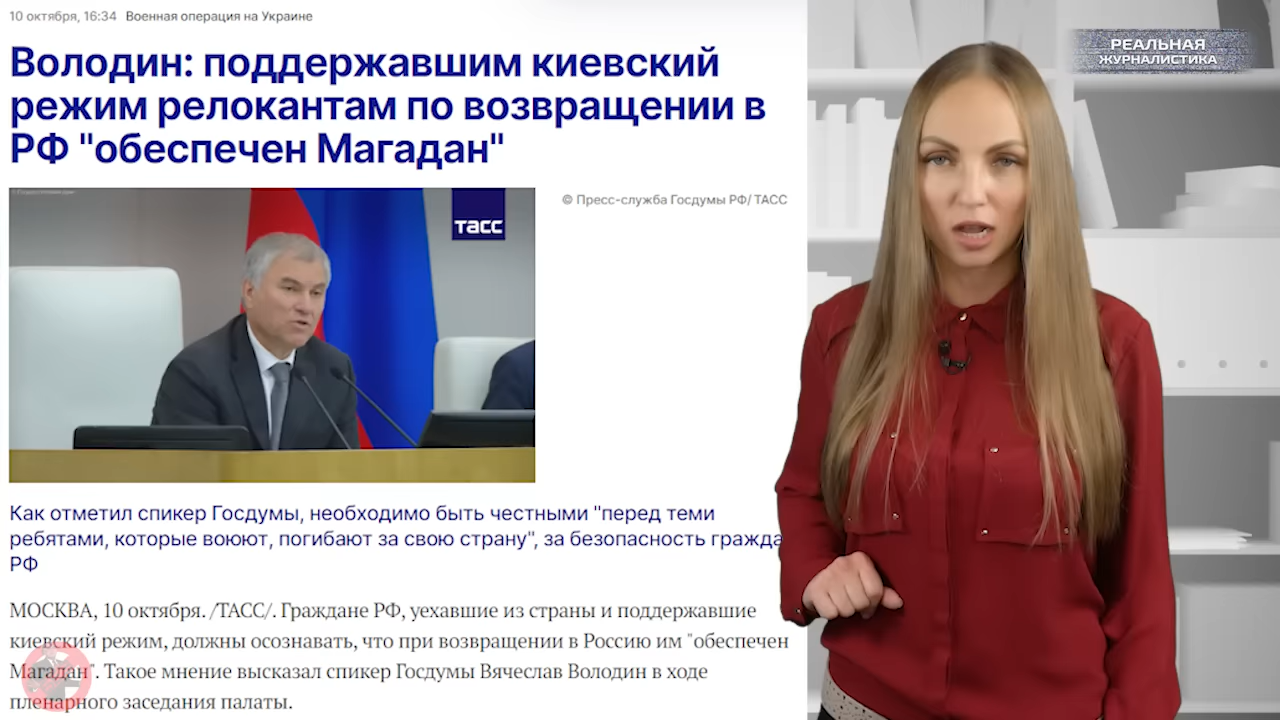 10 октября, 16:34 Военная операция на Украине
Володин: поддержавшим киевский
режим релокантам по возвращении в
РФ "обеспечен Магадан"
тасс
© Пресс-служба Госдумы РФ/ ТАСС
РЕАЛЬНАЯ
ЖУРНАЛИСТИКА
Как отметил спикер Госдумы, необходимо быть честными "перед теми
ребятами, которые воюют, погибают за свою страну", за безопасность гражда
РФ
МОСКВА, 10 октября. /ТАСС/. Граждане РФ, уехавшие из страны и поддержавшие
киевский режим, должны осознавать, что при возвращении в Россию им "обеспечен
Магадан". Такое мнение высказал спикер Госдумы Вячеслав Володин в ходе
пленарного заседания палаты.